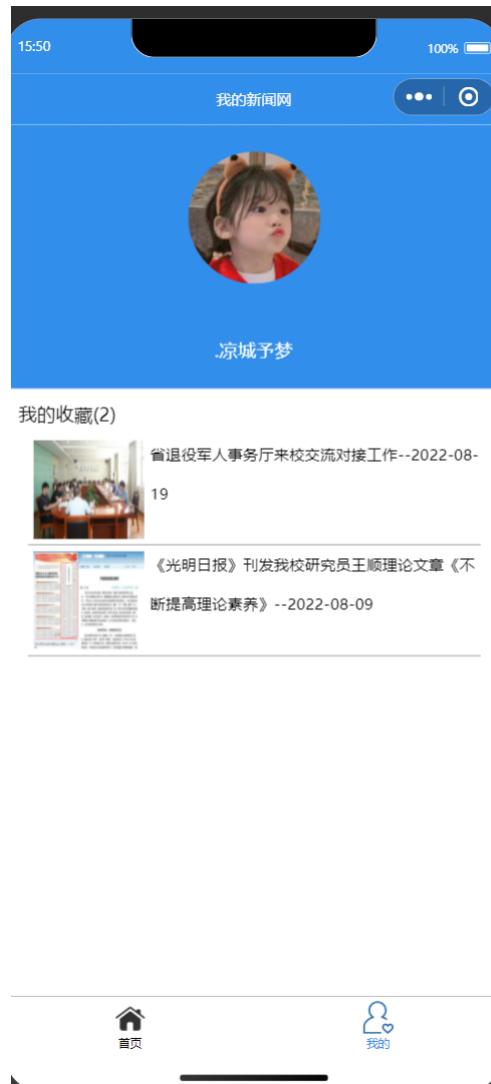 15:50
100%
我的新闻网
.凉城予梦
我的收藏(2)
省退役军人事务厅来校交流对接工作--2022-08-
19
《光明日报》刊发我校研究员王顺理论文章《不
断提高理论素养》--2022-08-09
首页
我的